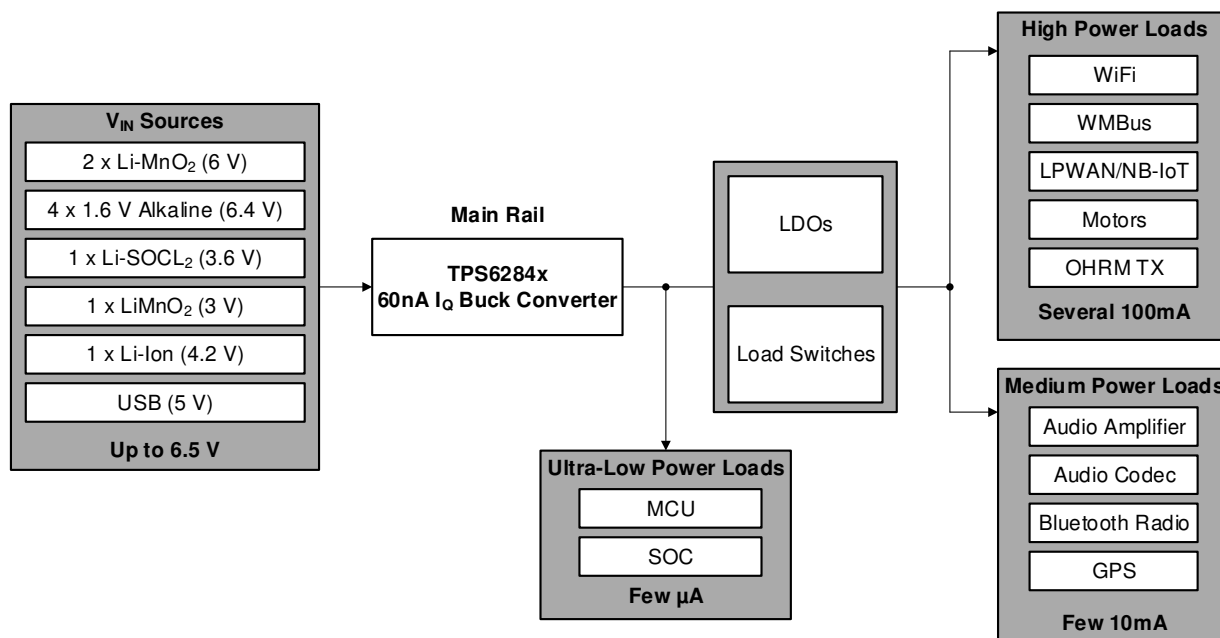 V_IN Sources
2 x Li-MnO₂ (6 V)
4 x 1.6 V Alkaline (6.4 V)
1 x Li-SOCL₂ (3.6 V)
1 x LiMnO₂ (3 V)
1 x Li-Ion (4.2 V)
USB (5 V)
Up to 6.5 V
Main Rail
TPS6284x
60nA I_Q Buck Converter
Ultra-Low Power Loads
MCU
SOC
Few µA
LDOs
Load Switches
High Power Loads
WiFi
WMBus
LPWAN/NB-IoT
Motors
OHRM TX
Several 100mA
Medium Power Loads
Audio Amplifier
Audio Codec
Bluetooth Radio
GPS
Few 10mA